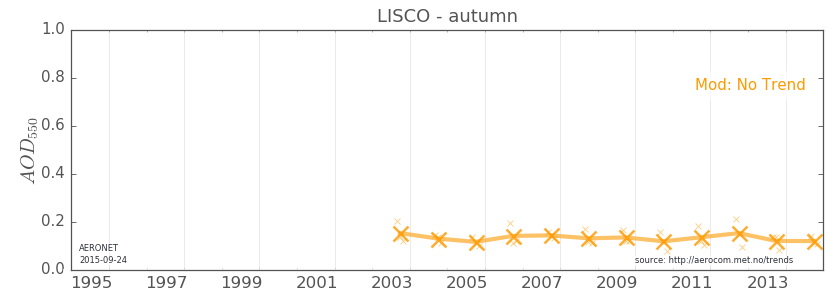 LISCO - autumn
1.0
0.8
0.6
0.4
0.2
0.0
AOD550
Mod: No Trend
AERONET
2015-09-24
source: http://aerocom.met.no/trends
1995 1997 1999 2001 2003 2005 2007 2009 2011 2013